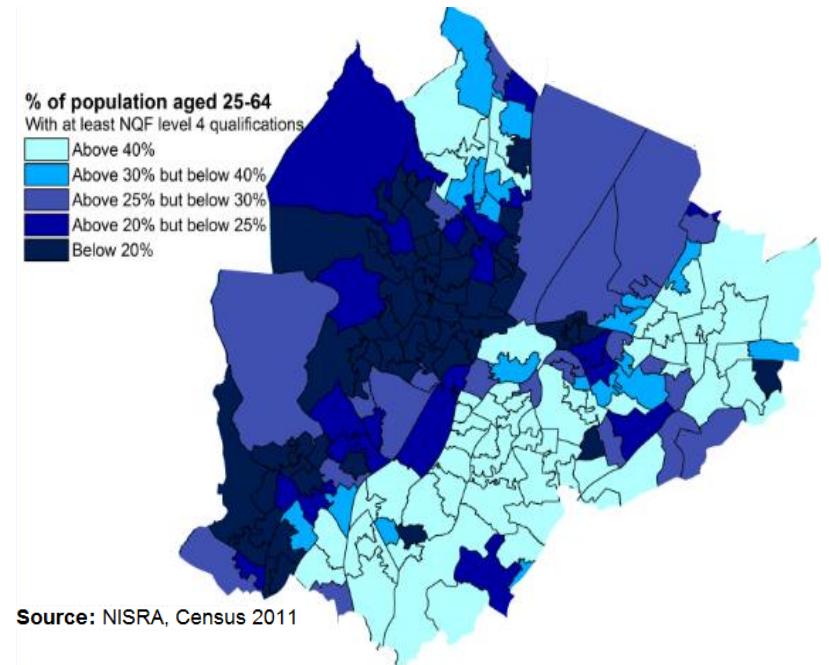 % of population aged 25-64
With at least NQF level 4 qualifications
Above 40%
Above 30% but below 40%
Above 25% but below 30%
Above 20% but below 25%
Below 20%
Source: NISRA, Census 2011